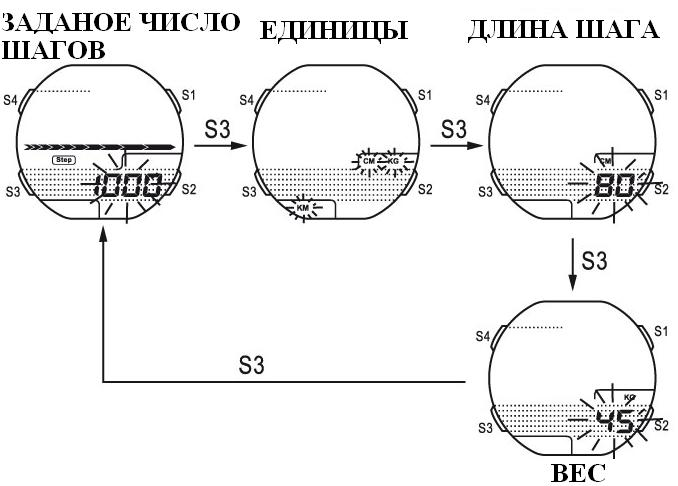 ЗАДАНОЕ ЧИСЛО
ШАГОВ
ЕДИНИЦЫ
ДЛИНА ШАГА
S4
S1
Step
1000
S3
S2
S3
S4
S1
CM KG
S3
S2
KM
S3
S4
S1
CM
80
S3
S2
S3
S4
S1
KG
45
S3
S2
S3
ВЕС